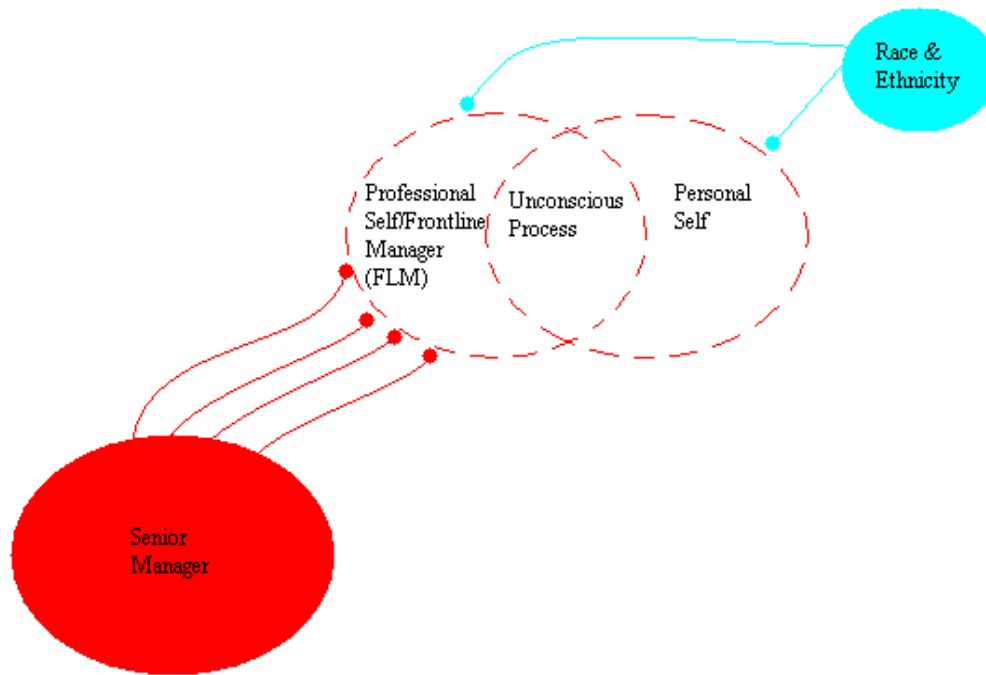 Race &
Ethnicity
Professional
Self/Frontline
Manager
(FLM)
Unconscious
Process
Personal
Self
Senior
Manager